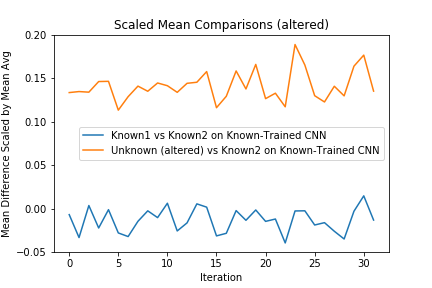 Scaled Mean Comparisons (altered)
Mean Difference Scaled by Mean Avg
0.20
0.15
0.10
0.05
0.00
−0.05
Known1 vs Known2 on Known-Trained CNN
Unknown (altered) vs Known2 on Known-Trained CNN
0 5 10 15 20 25 30
Iteration